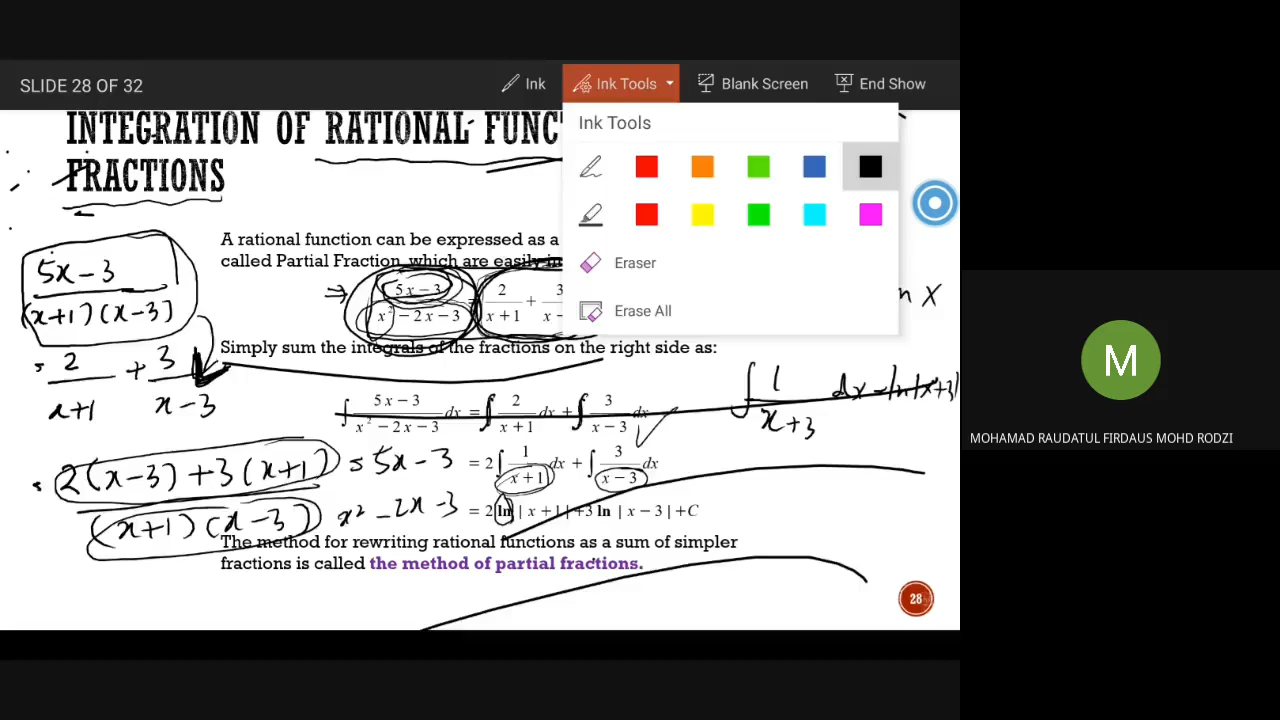 SLIDE 28 OF 32
Ink
Ink Tools
Blank Screen
End Show
Ink Tools
Eraser
Erase All
INTEGRATION OF RATIONAL FUNC
FRACTIONS
A rational function can be expressed as a
called Partial Fraction, which are easily in
5x − 3 / x² − 2x − 3 = 2 / x + 1 + 3 / x −
Simply sum the integrals of the fractions on the right side as:
∫ 5x − 3 / x² − 2x − 3 dx = ∫ 2 / x + 1 dx + ∫ 3 / x − 3 dx
= 2 ∫ 1 / x + 1 dx + ∫ 3 / x − 3 dx
= 2 ln | x + 1 | +3 ln | x − 3 | +C
The method for rewriting rational functions as a sum of simpler
fractions is called the method of partial fractions.
28
5x − 3
(x+1)(x−3)
= 2 / x+1 + 3 / x−3
= 2(x−3) + 3(x+1) = 5x − 3
(x+1)(x−3) x² − 2x − 3
∫ 1 / x+3 dx = ln|x+3|
n x
M
MOHAMAD RAUDATUL FIRDAUS MOHD RODZI